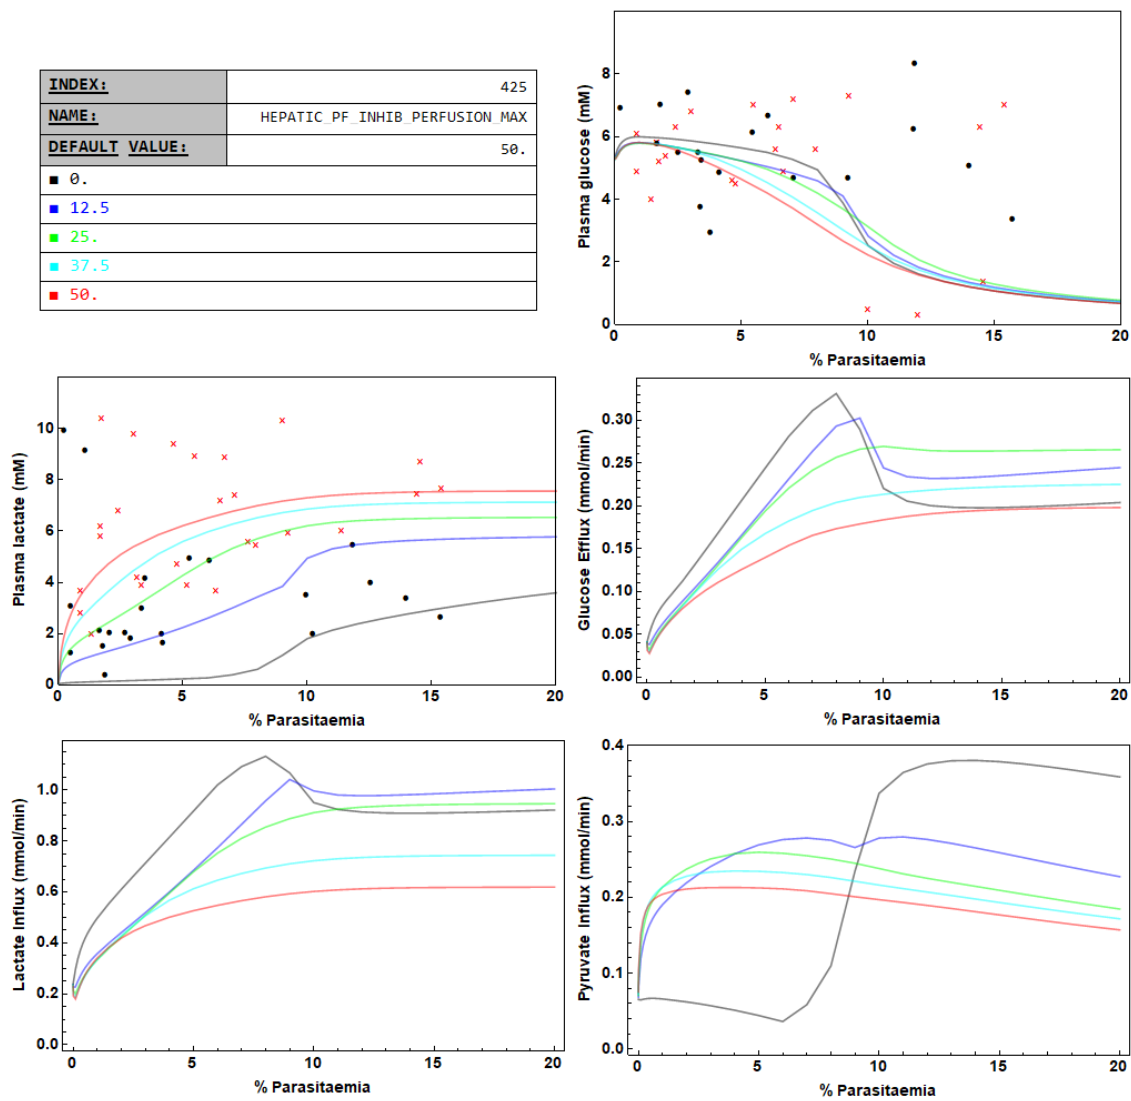 INDEX: 425
NAME: HEPATIC_PF_INHIB_PERFUSION_MAX
DEFAULT VALUE: 50.
■ 0.
■ 12.5
■ 25.
■ 37.5
■ 50.
Plasma glucose (mM)
8
6
4
2
0
0 5 10 15 20
% Parasitaemia
Plasma lactate (mM)
10
8
6
4
2
0
0 5 10 15 20
% Parasitaemia
Glucose Efflux (mmol/min)
0.30
0.25
0.20
0.15
0.10
0.05
0.00
0 5 10 15 20
% Parasitaemia
Lactate Influx (mmol/min)
1.0
0.8
0.6
0.4
0.2
0.0
0 5 10 15 20
% Parasitaemia
Pyruvate Influx (mmol/min)
0.4
0.3
0.2
0.1
0.0
0 5 10 15 20
% Parasitaemia